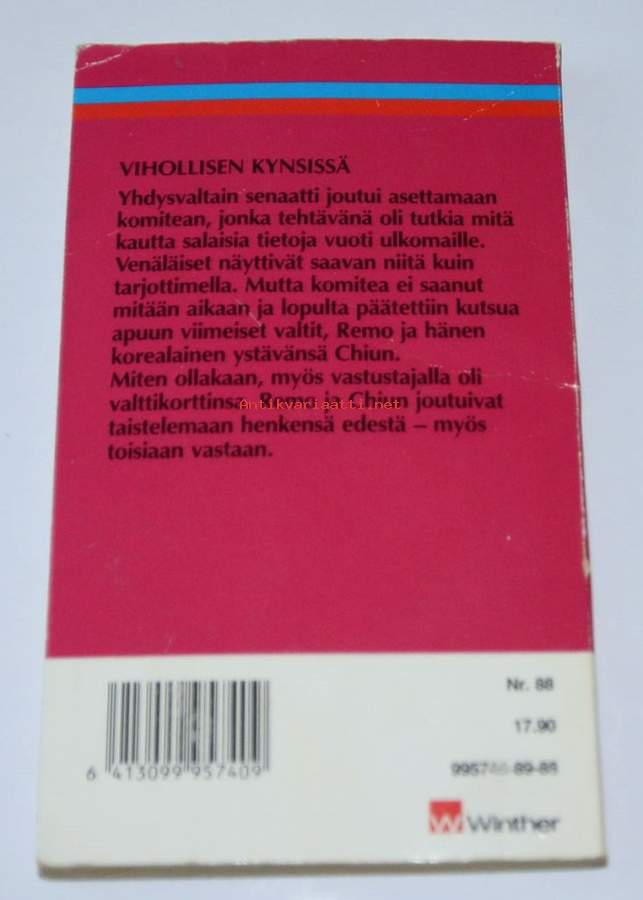 VIHOLLISEN KYNSISSÄ
Yhdysvaltain senaatti joutui asettamaan
komitean, jonka tehtävänä oli tutkia mitä
kautta salaisia tietoja vuoti ulkomaille.
Venäläiset näyttivät saavan niitä kuin
tarjottimella. Mutta komitea ei saanut
mitään aikaan ja lopulta päätettiin kutsua
apuun viimeiset valtit, Remo ja hänen
korealainen ystävänsä Chiun.
Miten ollakaan, myös vastustajalla oli
valttikorttinsa. Remo ja Chiun joutuivat
Antikvariaatti.net
taistelemaan henkensä edestä – myös
toisiaan vastaan.
Nr. 88
17.90
6 413099 957409
Winther